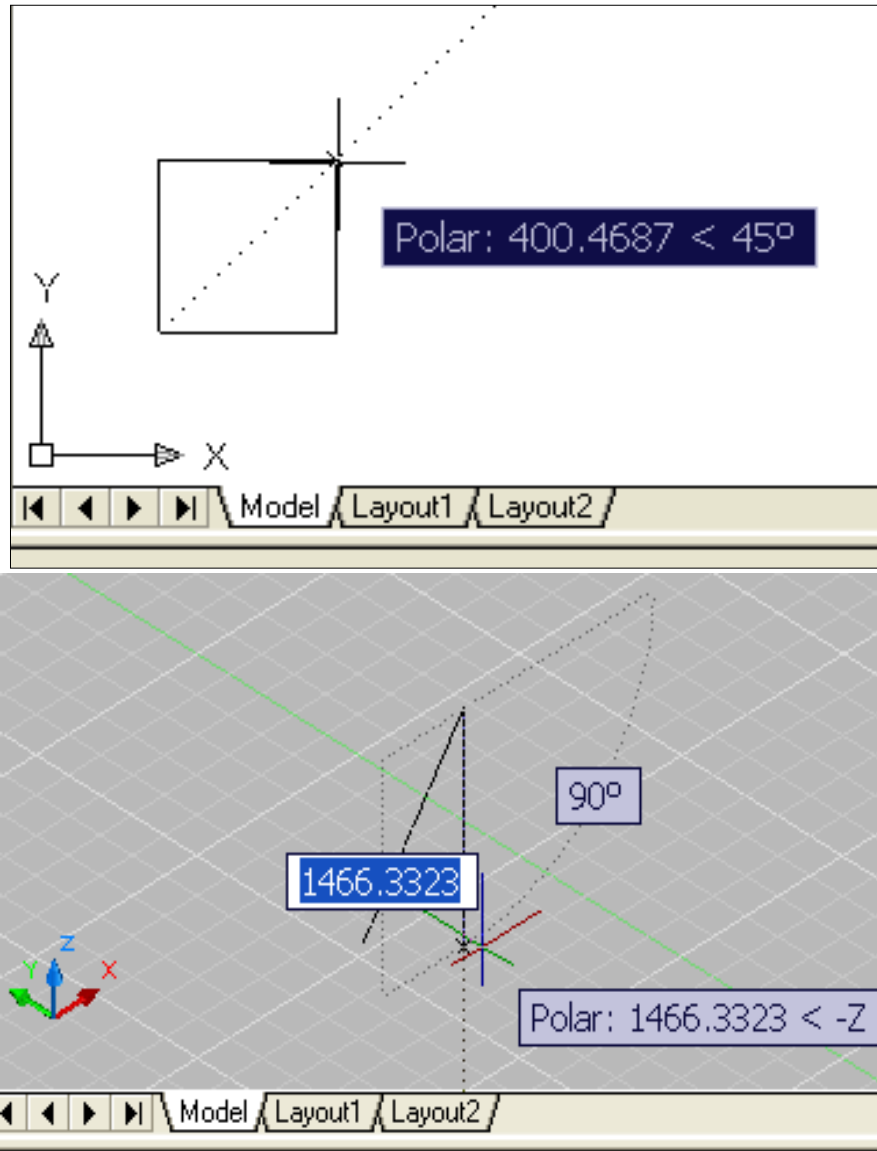 Polar: 400.4687 < 45º
Y
X
Model Layout1 Layout2
90º
1466.3323
Z
Y X
Polar: 1466.3323 < -Z
Model Layout1 Layout2